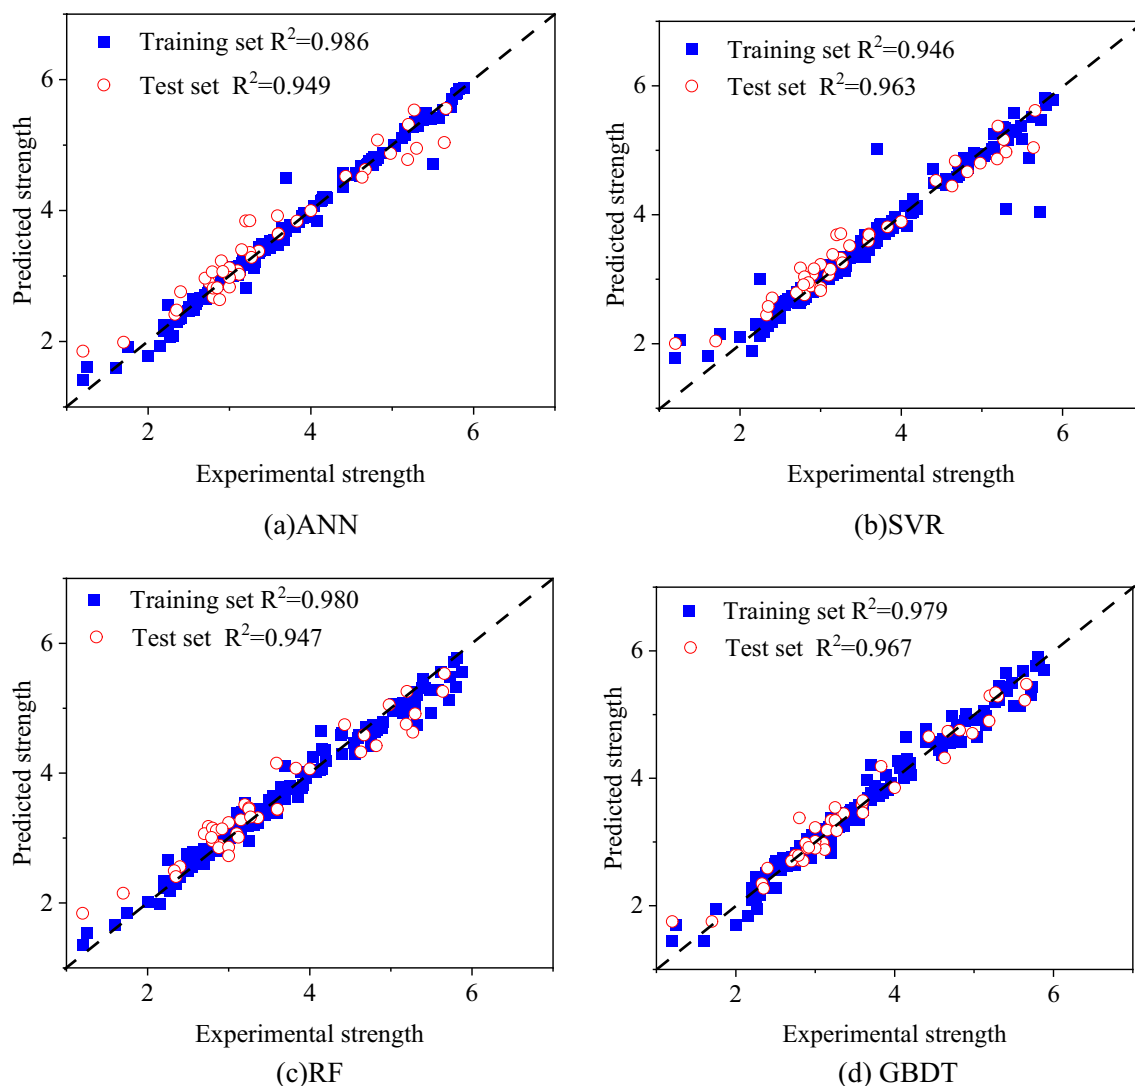 Training set R²=0.986
Test set R²=0.949
6
4
2
Predicted strength
2 4 6
Experimental strength
(a)ANN
Training set R²=0.946
Test set R²=0.963
6
4
2
Predicted strength
2 4 6
Experimental strength
(b)SVR
Training set R²=0.980
Test set R²=0.947
6
4
2
Predicted strength
2 4 6
Experimental strength
(c)RF
Training set R²=0.979
Test set R²=0.967
6
4
2
Predicted strength
2 4 6
Experimental strength
(d) GBDT